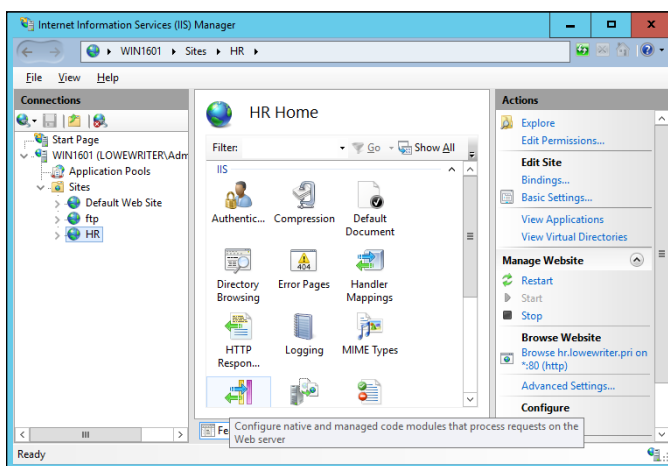 Internet Information Services (IIS) Manager
WIN1601 Sites HR
File View Help
Connections
Start Page
WIN1601 (LOWEWRITER\Adm
Application Pools
Sites
Default Web Site
ftp
HR
HR Home
Filter: Go Show All
IIS
Authentic... Compression Default Document
Directory Browsing Error Pages Handler Mappings
HTTP Respon... Logging MIME Types
404
Fe
Configure native and managed code modules that process requests on the
Web server
Actions
Explore
Edit Permissions...
Edit Site
Bindings...
Basic Settings...
View Applications
View Virtual Directories
Manage Website
Restart
Start
Stop
Browse Website
Browse hr.lowewriter.pri on
*:80 (http)
Advanced Settings...
Configure
Ready